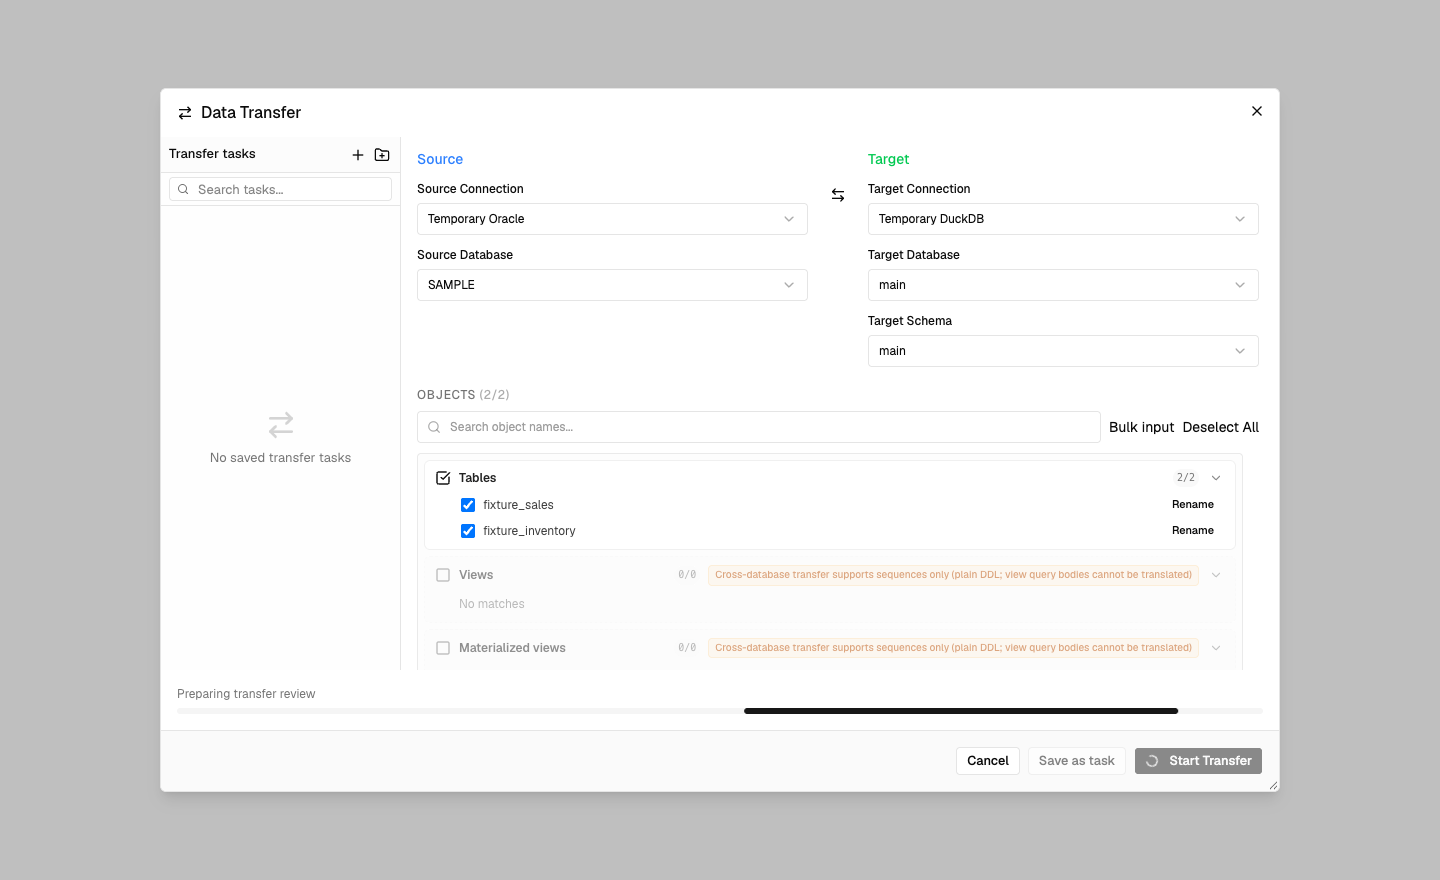 Data Transfer
Transfer tasks
Search tasks...
No saved transfer tasks
Source
Source Connection
Temporary Oracle
Source Database
SAMPLE
Target
Target Connection
Temporary DuckDB
Target Database
main
Target Schema
main
OBJECTS (2/2)
Search object names...
Bulk input
Deselect All
Tables
2/2
fixture_sales
Rename
fixture_inventory
Rename
Views
0/0
Cross-database transfer supports sequences only (plain DDL; view query bodies cannot be translated)
No matches
Materialized views
0/0
Cross-database transfer supports sequences only (plain DDL; view query bodies cannot be translated)
Preparing transfer review
Cancel
Save as task
Start Transfer